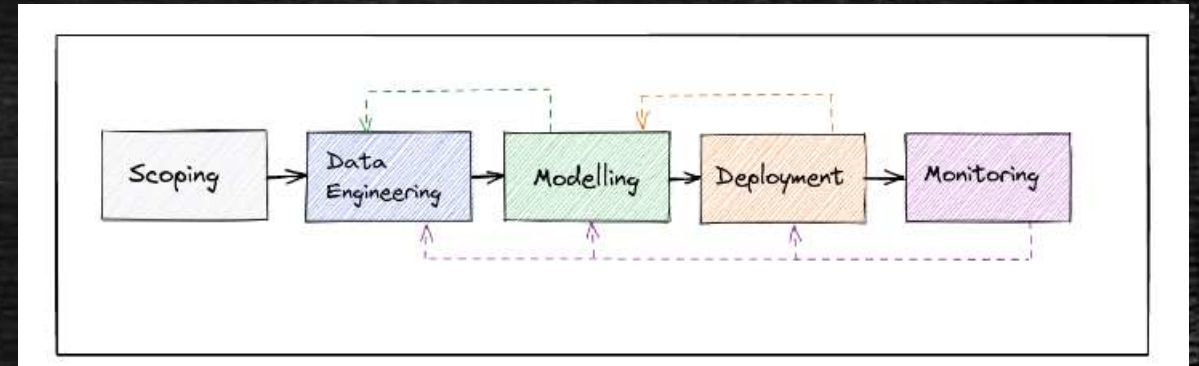 Scoping
Data
Engineering
Modelling
Deployment
Monitoring